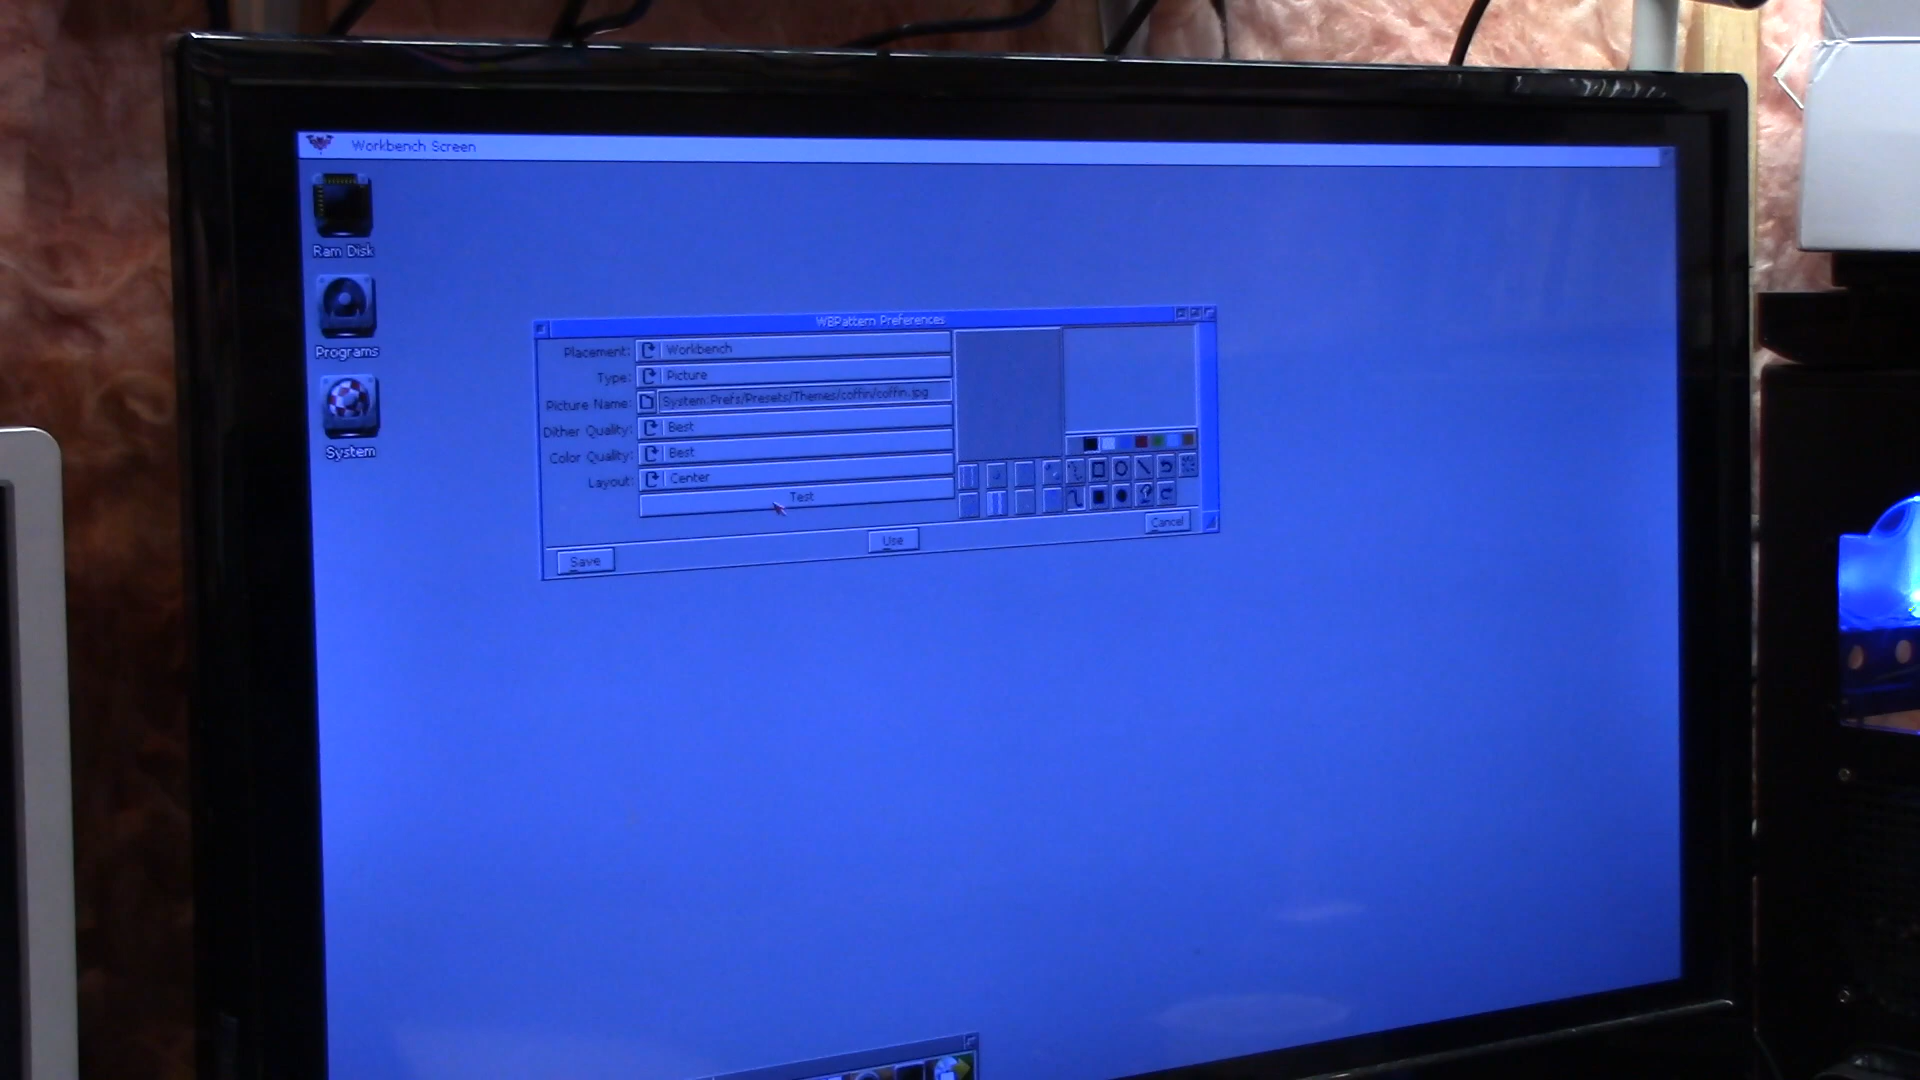 Workbench Screen
Ram Disk
Programs
System
WBPattern Preferences
Placement: Workbench
Type: Picture
Picture Name: System:Prefs/Presets/Themes/coffin/coffin.jpg
Dither Quality: Best
Color Quality: Best
Layout: Center
Test
Save
Use
Cancel